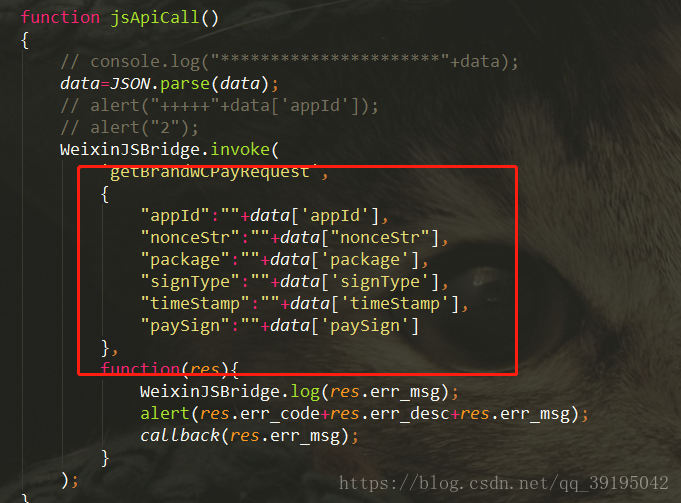 function jsApiCall()
{
// console.log("**********************"+data);
data=JSON.parse(data);
// alert("+++++"+data['appId']);
// alert("2");
WeixinJSBridge.invoke(
'getBrandWCPayRequest',
{
"appId":""+data['appId'],
"nonceStr":""+data["nonceStr"],
"package":""+data['package'],
"signType":""+data['signType'],
"timeStamp":""+data['timeStamp'],
"paySign":""+data['paySign']
},
function(res){
WeixinJSBridge.log(res.err_msg);
alert(res.err_code+res.err_desc+res.err_msg);
callback(res.err_msg);
}
);
}
https://blog.csdn.net/qq_39195042